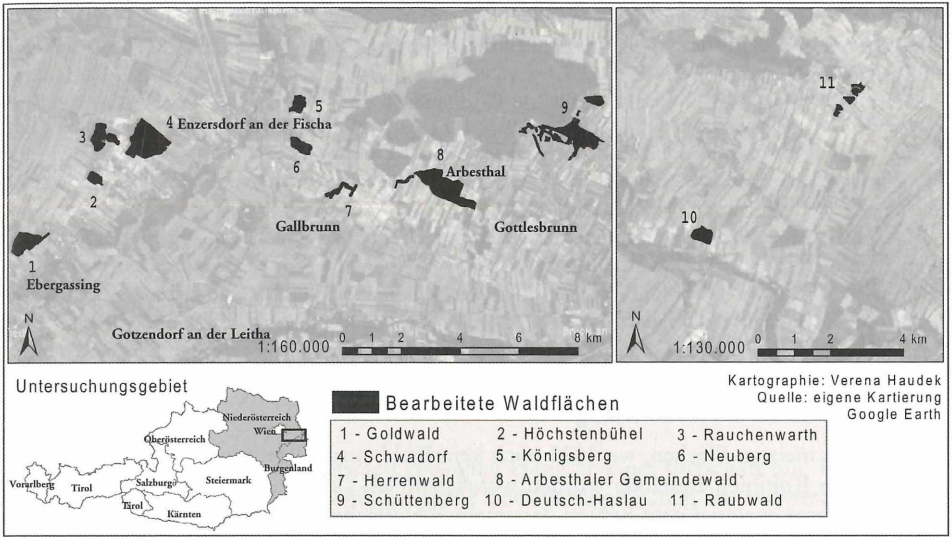 11
5
9
4 Enzersdorf an der Fischa
3
6
8
Arbesthal
2
7
10
Gallbrunn
Gottlesbrunn
1
Ebergassing
N
N
Gotzendorf an der Leitha
1:160.000
0 1 2 4 6 8 km
1:130.000
0 1 2 4 km
Untersuchungsgebiet
Kartographie: Verena Haudek
Quelle: eigene Kartierung
Google Earth
Niederösterreich
Wien
Oberösterreich
Burgenland
Vorarlberg
Tirol
Salzburg
Steiermark
Tirol
Kärnten
Bearbeitete Waldflächen
1 - Goldwald 2 - Höchstenbühel 3 - Rauchenwarth
4 - Schwadorf 5 - Königsberg 6 - Neuberg
7 - Herrenwald 8 - Arbesthaler Gemeindewald
9 - Schüttenberg 10 - Deutsch-Haslau 11 - Raubwald